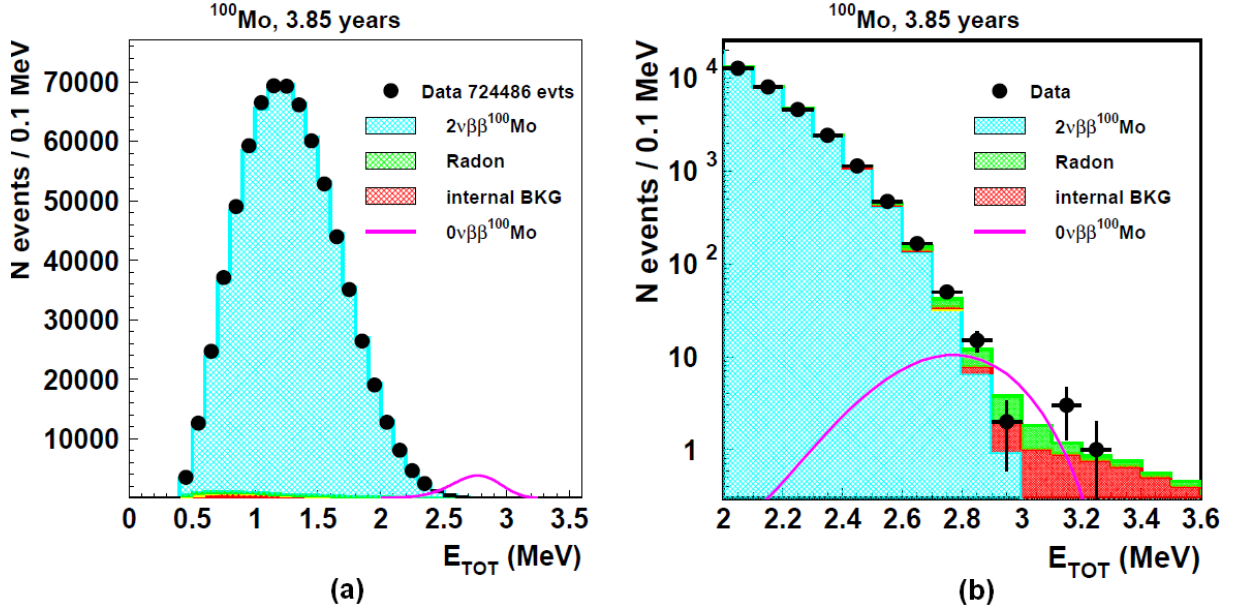 ¹⁰⁰Mo, 3.85 years
N events / 0.1 MeV
70000
60000
50000
40000
30000
20000
10000
Data 724486 evts
2νββ¹⁰⁰Mo
Radon
internal BKG
0νββ¹⁰⁰Mo
0 0.5 1 1.5 2 2.5 3 3.5
E_TOT (MeV)
(a)
¹⁰⁰Mo, 3.85 years
N events / 0.1 MeV
10⁴
10³
10²
10
1
Data
2νββ¹⁰⁰Mo
Radon
internal BKG
0νββ¹⁰⁰Mo
2 2.2 2.4 2.6 2.8 3 3.2 3.4 3.6
E_TOT (MeV)
(b)